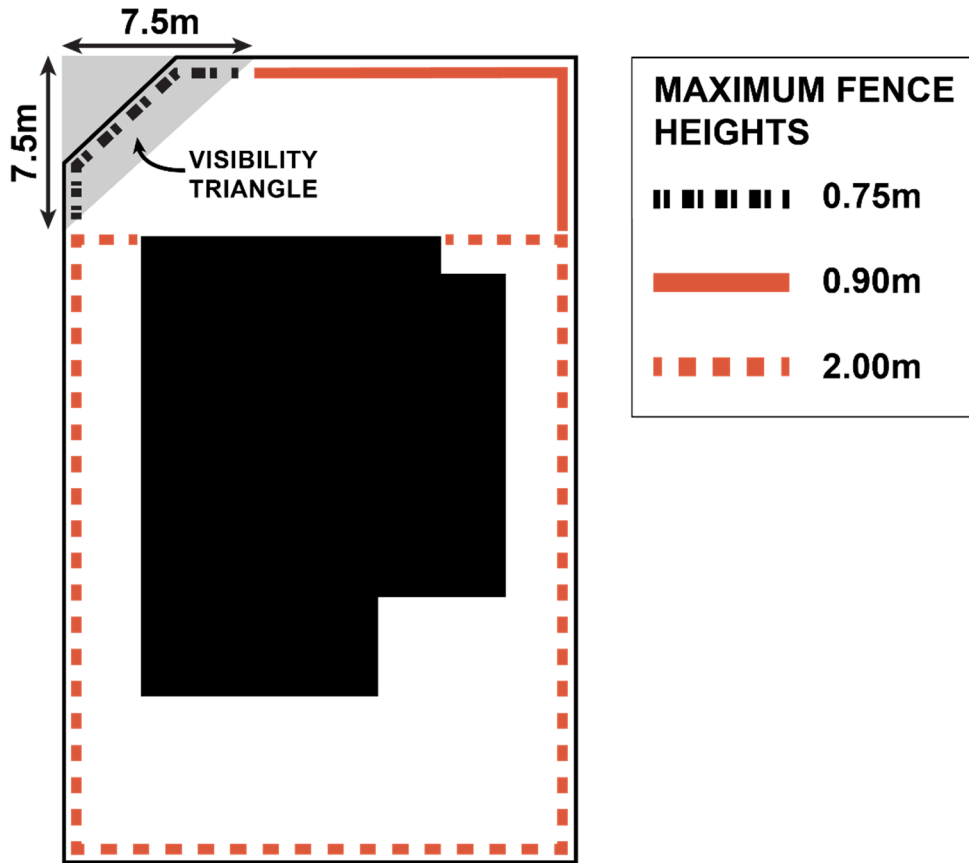 7.5m
7.5m
VISIBILITY
TRIANGLE
MAXIMUM FENCE
HEIGHTS
0.75m
0.90m
2.00m